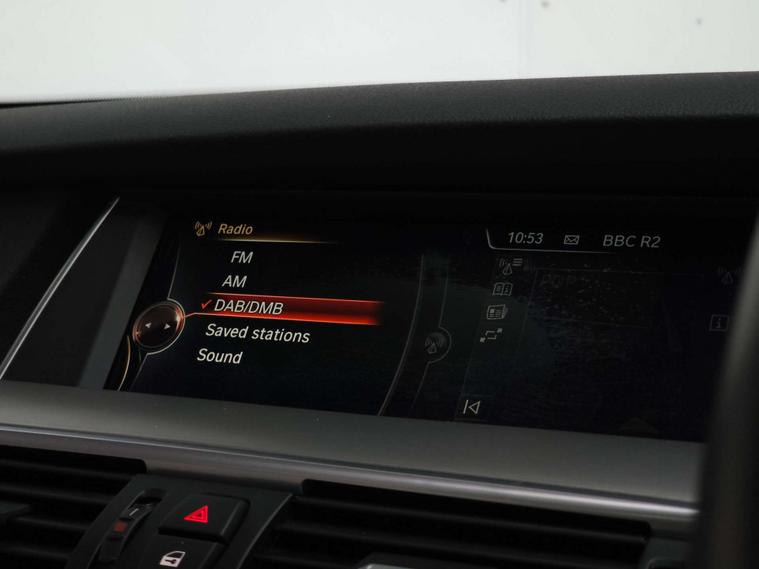 Radio
10:53 BBC R2
FM
AM
DAB/DMB
Saved stations
Sound